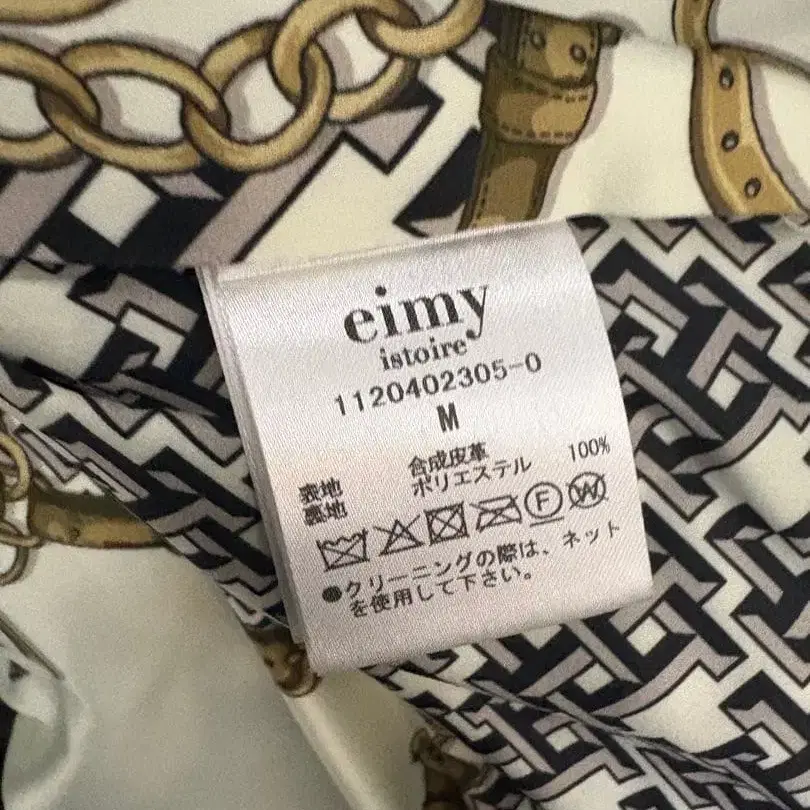 eimy
istoire
1120402305-0
M
表地 合成皮革
裏地 ポリエステル 100%
F W
●クリーニングの際は、ネット
を使用して下さい。